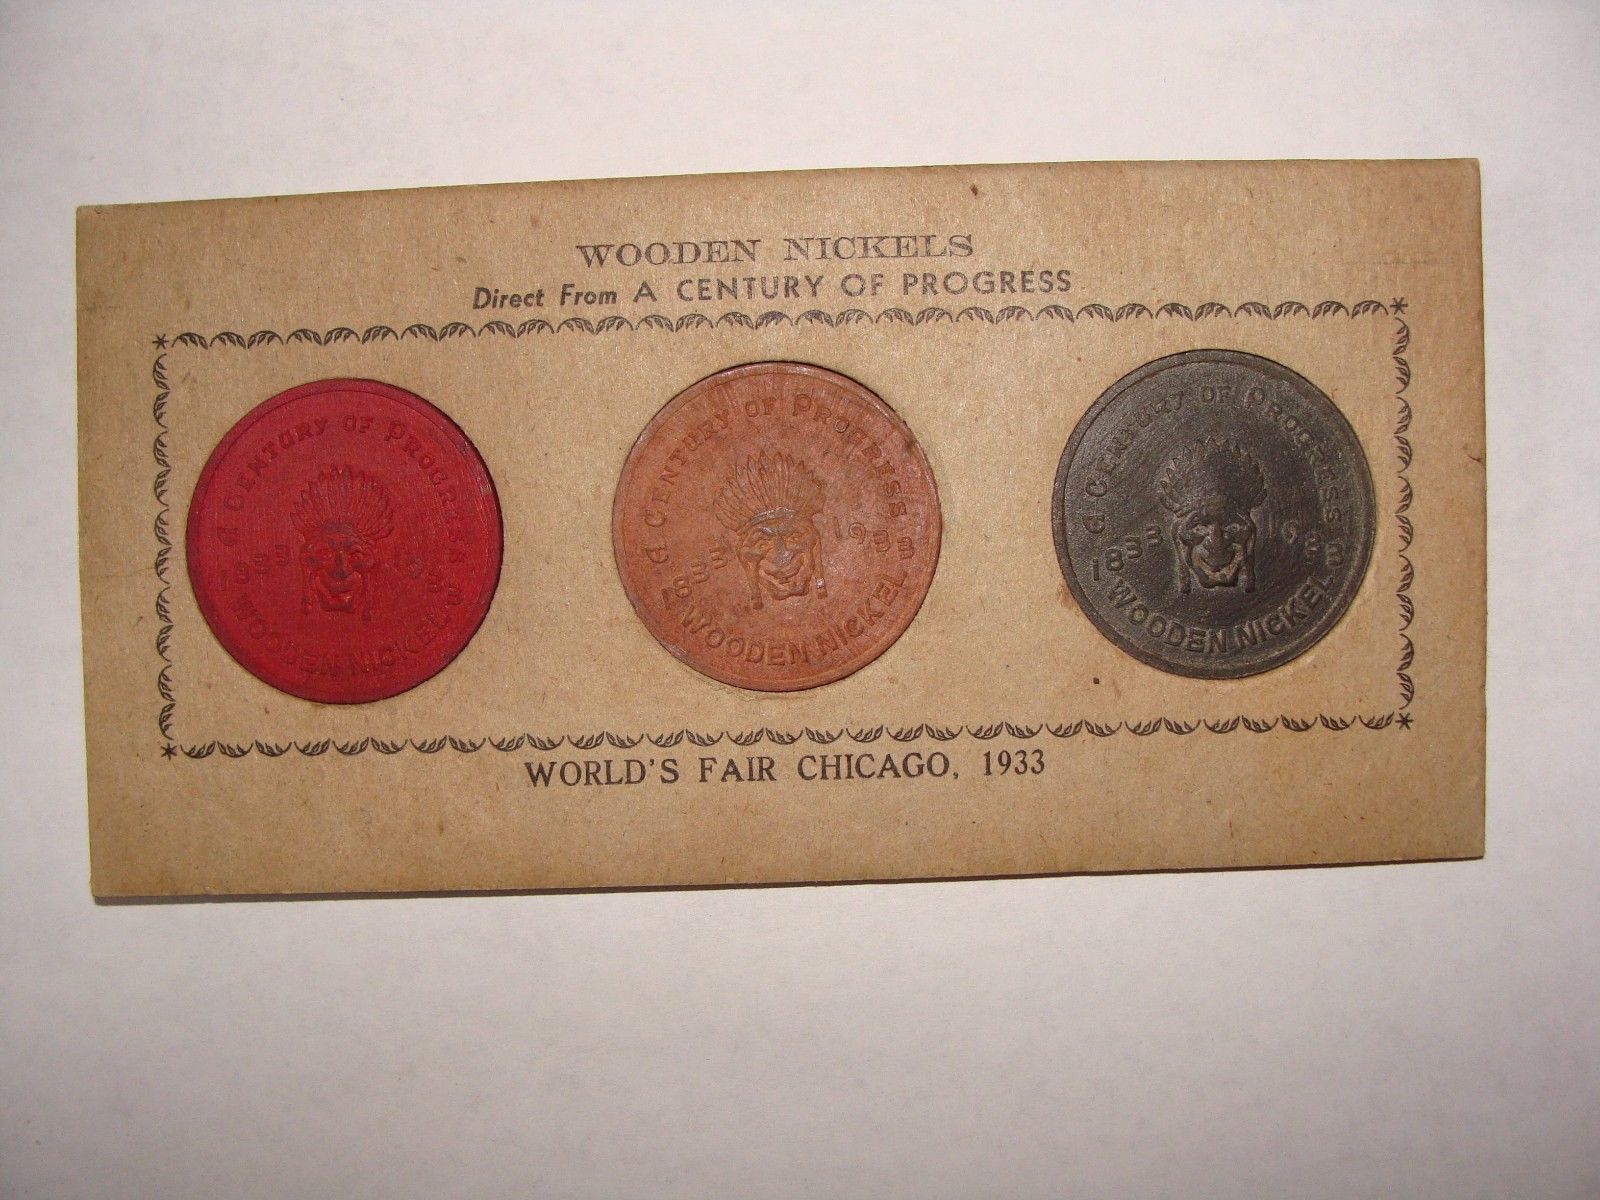 WOODEN NICKELS
Direct From A CENTURY OF PROGRESS
A CENTURY OF PROGRESS
1833 1933
WOODEN NICKEL
A CENTURY OF PROGRESS
1833 1933
WOODEN NICKEL
A CENTURY OF PROGRESS
1833 1933
WOODEN NICKEL
WORLD'S FAIR CHICAGO, 1933